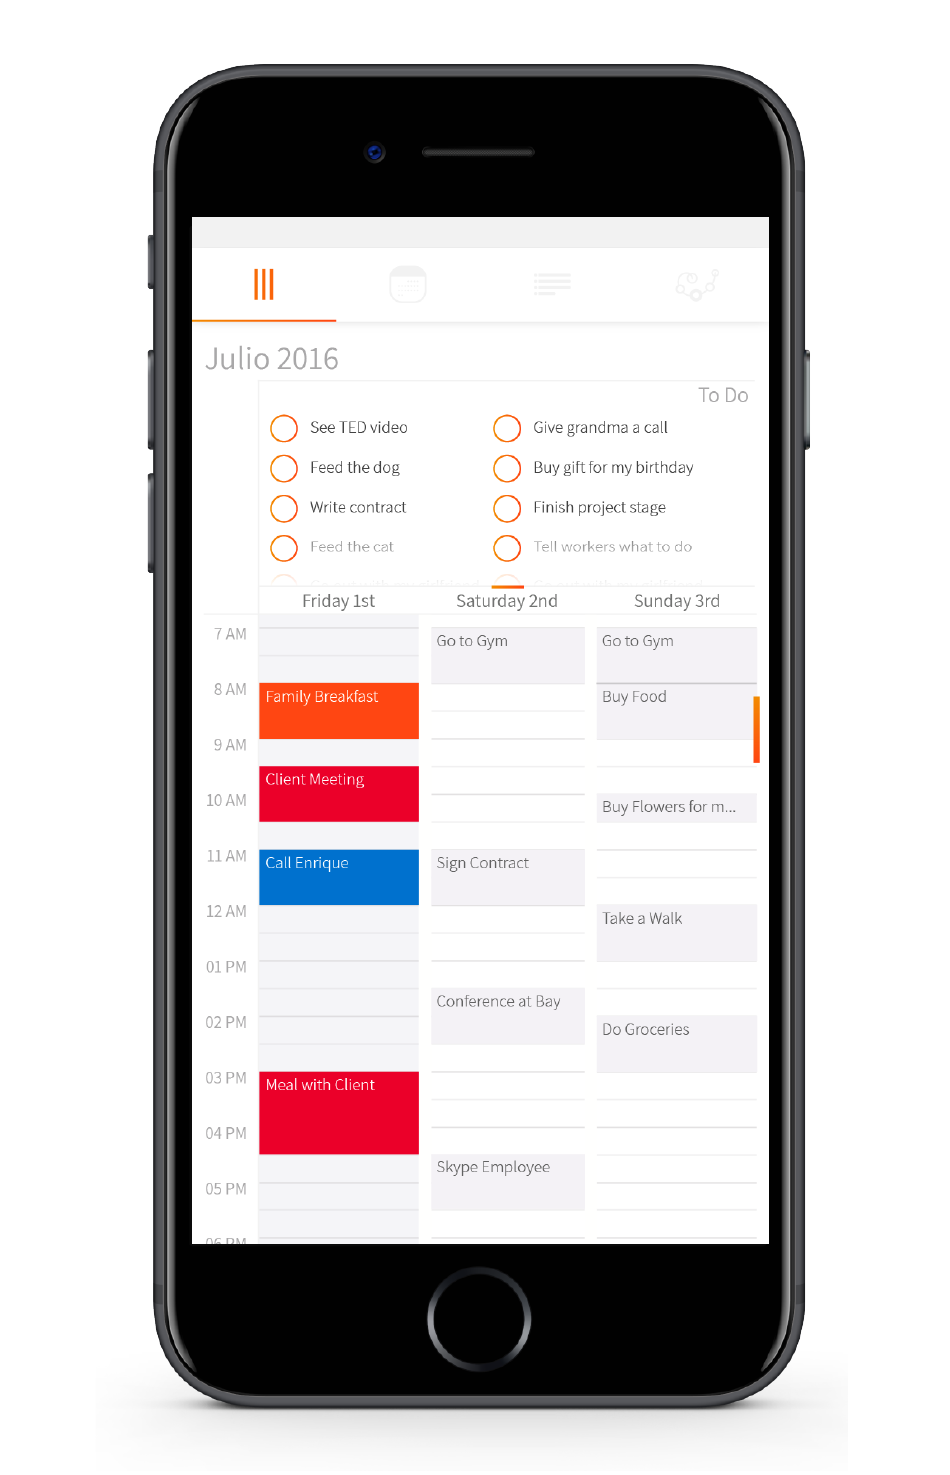 Julio 2016
To Do
See TED video
Give grandma a call
Feed the dog
Buy gift for my birthday
Write contract
Finish project stage
Feed the cat
Tell workers what to do
Friday 1st
Saturday 2nd
Sunday 3rd
7 AM
Go to Gym
Go to Gym
8 AM
Family Breakfast
Buy Food
9 AM
Client Meeting
10 AM
Buy Flowers for m...
11 AM
Call Enrique
Sign Contract
12 AM
Take a Walk
01 PM
Conference at Bay
02 PM
Do Groceries
03 PM
Meal with Client
04 PM
Skype Employee
05 PM
06 PM